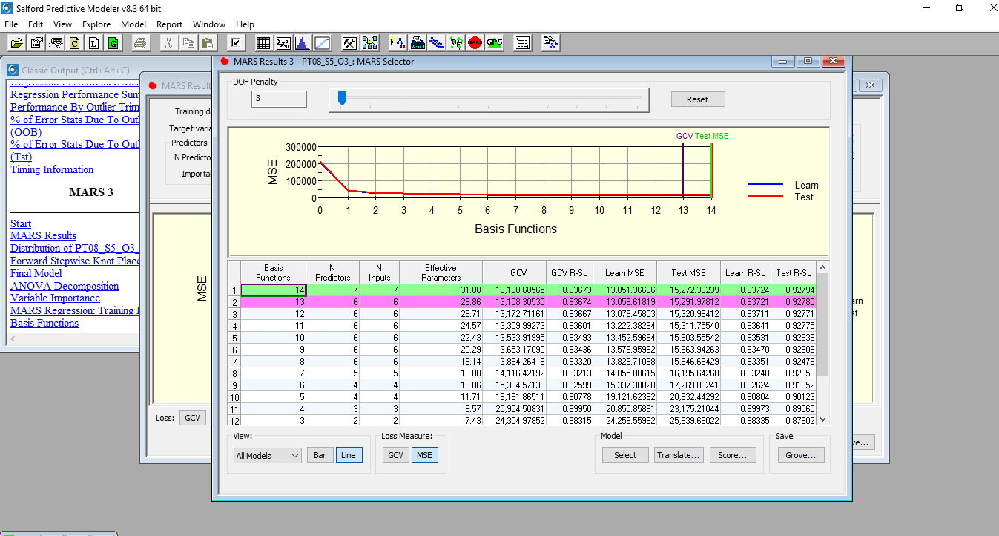 Salford Predictive Modeler v8.3 64 bit
File Edit View Explore Model Report Window Help
Classic Output (Ctrl+Alt+C)
Regression Performance Sum
Performance By Outlier Trim
% of Error Stats Due To Outl
(OOB)
% of Error Stats Due To Outl
(Tst)
Timing Information
MARS 3
Start
MARS Results
Distribution of PT08_S5_O3_
Forward Stepwise Knot Place
Final Model
ANOVA Decomposition
Variable Importance
MARS Regression: Training D
Basis Functions
MARS Result
Training da
Target varia
Predictors
N Predicto
Importan
MSE
Loss: GCV
MARS Results 3 - PT08_S5_O3_: MARS Selector
DOF Penalty
3
Reset
GCV Test MSE
300000
200000
100000
0
MSE
0 1 2 3 4 5 6 7 8 9 10 11 12 13 14
Basis Functions
Learn
Test
Basis Functions N Predictors N Inputs Effective Parameters GCV GCV R-Sq Learn MSE Test MSE Learn R-Sq Test R-Sq
1 14 7 7 31.00 13,160.60565 0.93673 13,051.36686 15,272.33239 0.93724 0.92794
2 13 6 6 28.86 13,158.30530 0.93674 13,056.61819 15,291.97812 0.93721 0.92785
3 12 6 6 26.71 13,172.71161 0.93667 13,078.45803 15,320.96412 0.93711 0.92771
4 11 6 6 24.57 13,309.99273 0.93601 13,222.38294 15,311.75540 0.93641 0.92775
5 10 6 6 22.43 13,533.91995 0.93493 13,452.59684 15,603.55542 0.93531 0.92638
6 9 6 6 20.29 13,653.17090 0.93436 13,578.95962 15,663.94263 0.93470 0.92609
7 8 6 6 18.14 13,894.26418 0.93320 13,826.71088 15,946.66429 0.93351 0.92476
8 7 5 5 16.00 14,116.42192 0.93213 14,055.88615 16,195.64260 0.93240 0.92358
9 6 4 4 13.86 15,394.57130 0.92599 15,337.38828 17,269.06241 0.92624 0.91852
10 5 4 4 11.71 19,181.86511 0.90778 19,121.62392 20,932.44292 0.90804 0.90123
11 4 3 3 9.57 20,904.50831 0.89950 20,850.85881 23,175.21044 0.89973 0.89065
12 3 2 2 7.43 24,304.97852 0.88315 24,256.55982 25,639.69022 0.88335 0.87902
View:
All Models Bar Line
Loss Measure:
GCV MSE
Model
Select Translate... Score...
Save
Grove...
arn
st
ve...